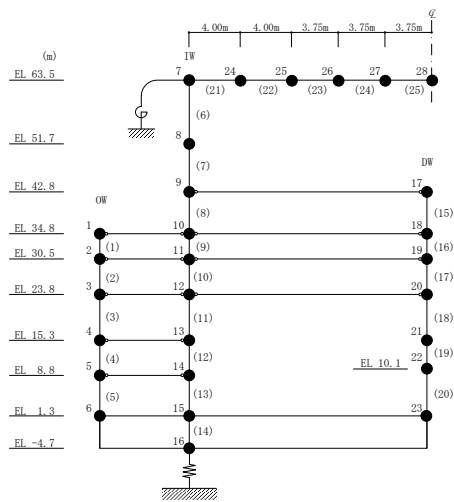 4.00m 4.00m 3.75m 3.75m 3.75m ℄
(m) IW
EL 63.5 7 24 25 26 27 28
(21) (22) (23) (24) (25)
(6)
EL 51.7 8
(7) DW
EL 42.8 9 17
OW (8) (15)
EL 34.8 1 10 18
(1) (9) (16)
EL 30.5 2 11 19
(2) (10) (17)
EL 23.8 3 12 20
(3) (11) (18)
EL 15.3 4 13 21
(4) (12) EL 10.1 22 (19)
EL 8.8 5 14
(5) (13) (20)
EL 1.3 6 15 23
(14)
EL -4.7 16